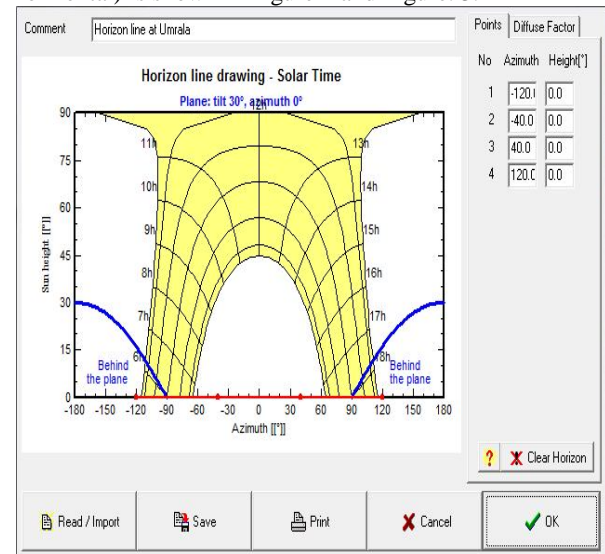 Comment Horizon line at Umrala
Points Diffuse Factor
No Azimuth Height[°]
1 -120.( 0.0
2 -40.0 0.0
3 40.0 0.0
4 120.C 0.0
Horizon line drawing - Solar Time
Plane: tilt 30°, azimuth 0°
12h
11h 13h
10h 14h
9h 15h
8h 16h
7h 17h
6h 18h
Sun height [[°]]
90
75
60
45
30
15
0
Behind
the plane
Behind
the plane
-180 -150 -120 -90 -60 -30 0 30 60 90 120 150 180
Azimuth [[°]]
? Clear Horizon
Read / Import Save Print Cancel OK